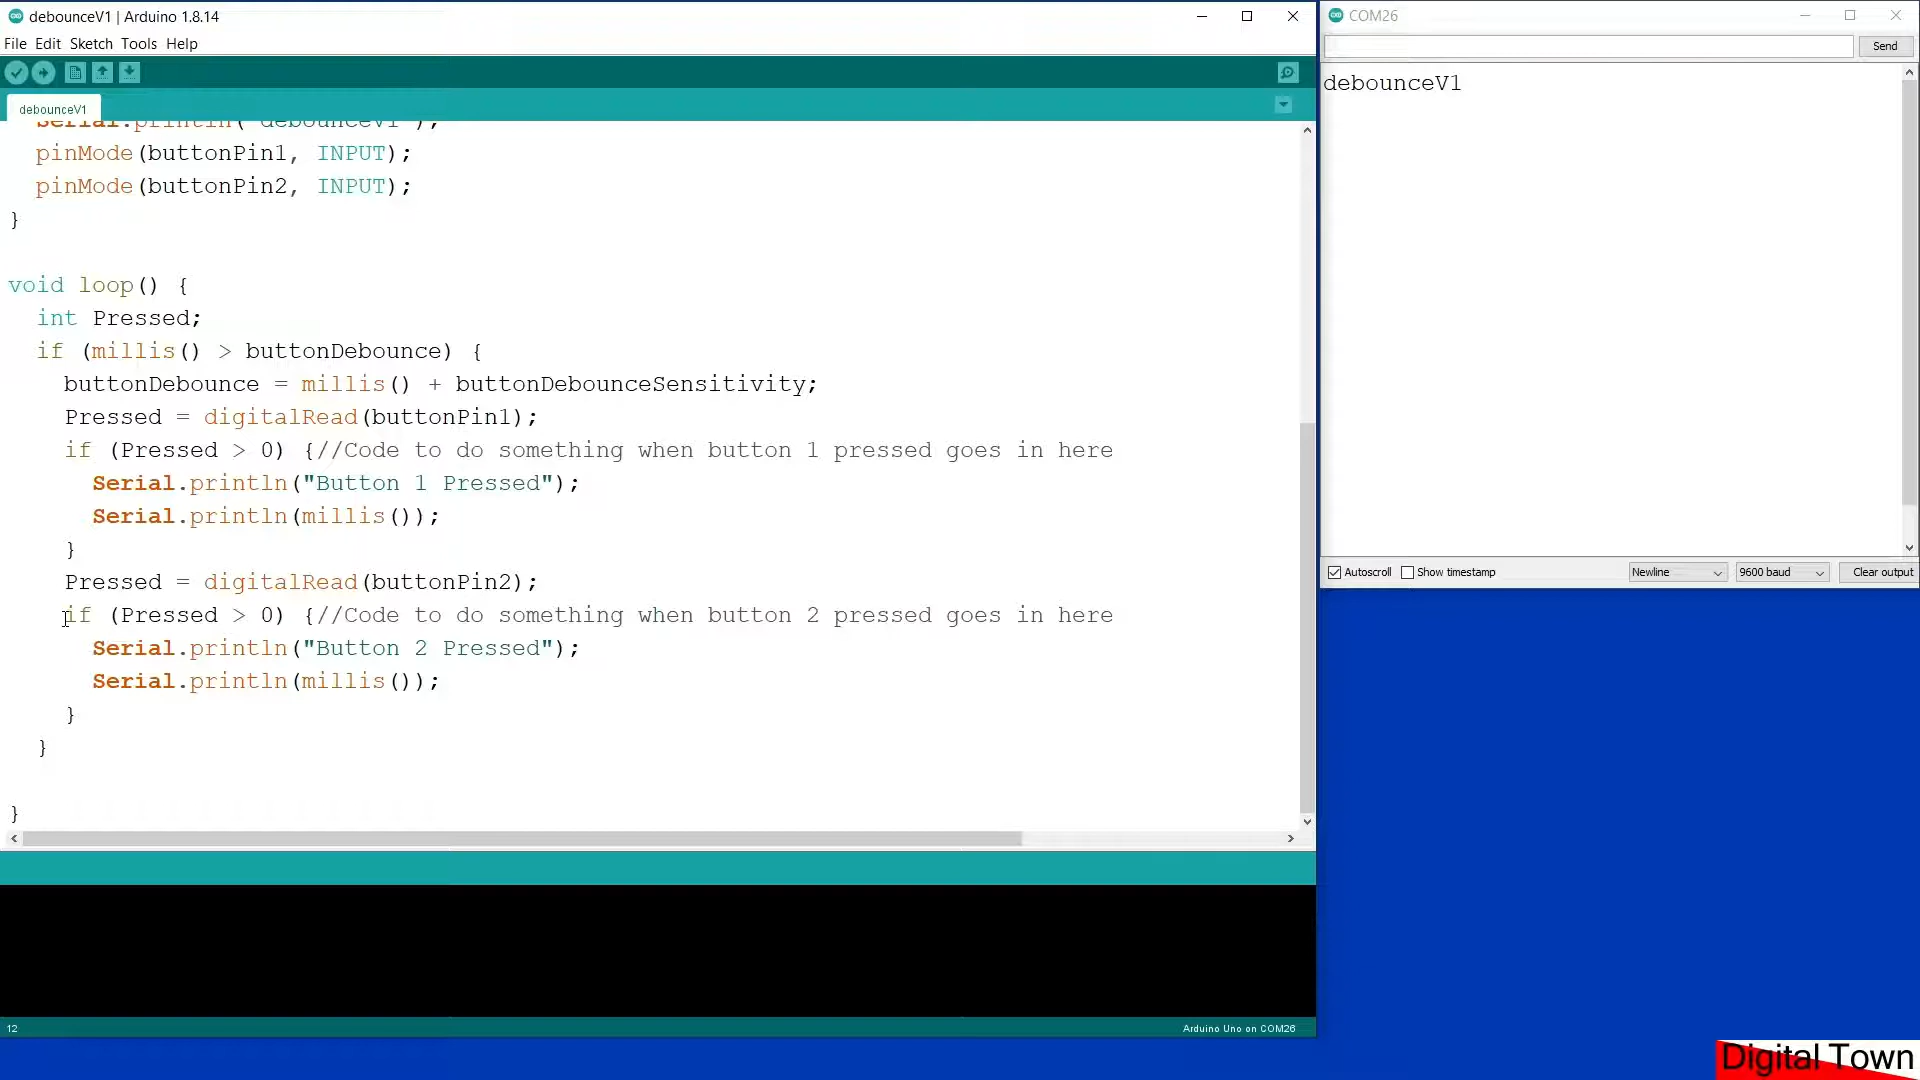 debounceV1 | Arduino 1.8.14
File Edit Sketch Tools Help
debounceV1
Serial.println("debounceV1");
pinMode(buttonPin1, INPUT);
pinMode(buttonPin2, INPUT);
}
void loop() {
int Pressed;
if (millis() > buttonDebounce) {
buttonDebounce = millis() + buttonDebounceSensitivity;
Pressed = digitalRead(buttonPin1);
if (Pressed > 0) {//Code to do something when button 1 pressed goes in here
Serial.println("Button 1 Pressed");
Serial.println(millis());
}
Pressed = digitalRead(buttonPin2);
if (Pressed > 0) {//Code to do something when button 2 pressed goes in here
Serial.println("Button 2 Pressed");
Serial.println(millis());
}
}
}
12
Arduino Uno on COM26
COM26
Send
debounceV1
Autoscroll
Show timestamp
Newline
9600 baud
Clear output
Digital Town